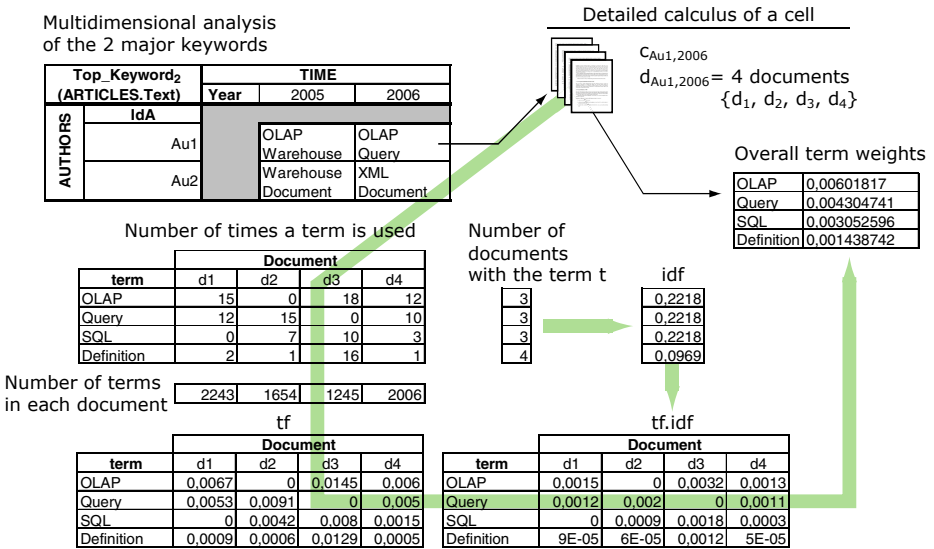 Multidimensional analysis
of the 2 major keywords
Top_Keyword2 TIME
(ARTICLES.Text) Year 2005 2006
AUTHORS IdA
Au1 OLAP OLAP
Warehouse Query
Au2 Warehouse XML
Document Document
Detailed calculus of a cell
cAu1,2006
dAu1,2006= 4 documents
{d1, d2, d3, d4}
Overall term weights
OLAP 0,00601817
Query 0,004304741
SQL 0,003052596
Definition 0,001438742
Number of times a term is used
Document
term d1 d2 d3 d4
OLAP 15 0 18 12
Query 12 15 0 10
SQL 0 7 10 3
Definition 2 1 16 1
Number of
documents
with the term t
3
3
3
4
idf
0,2218
0,2218
0,2218
0,0969
Number of terms
in each document
2243 1654 1245 2006
tf
Document
term d1 d2 d3 d4
OLAP 0,0067 0 0,0145 0,006
Query 0,0053 0,0091 0 0,005
SQL 0 0,0042 0,008 0,0015
Definition 0,0009 0,0006 0,0129 0,0005
tf.idf
Document
term d1 d2 d3 d4
OLAP 0,0015 0 0,0032 0,0013
Query 0,0012 0,002 0 0,0011
SQL 0 0,0009 0,0018 0,0003
Definition 9E-05 6E-05 0,0012 5E-05